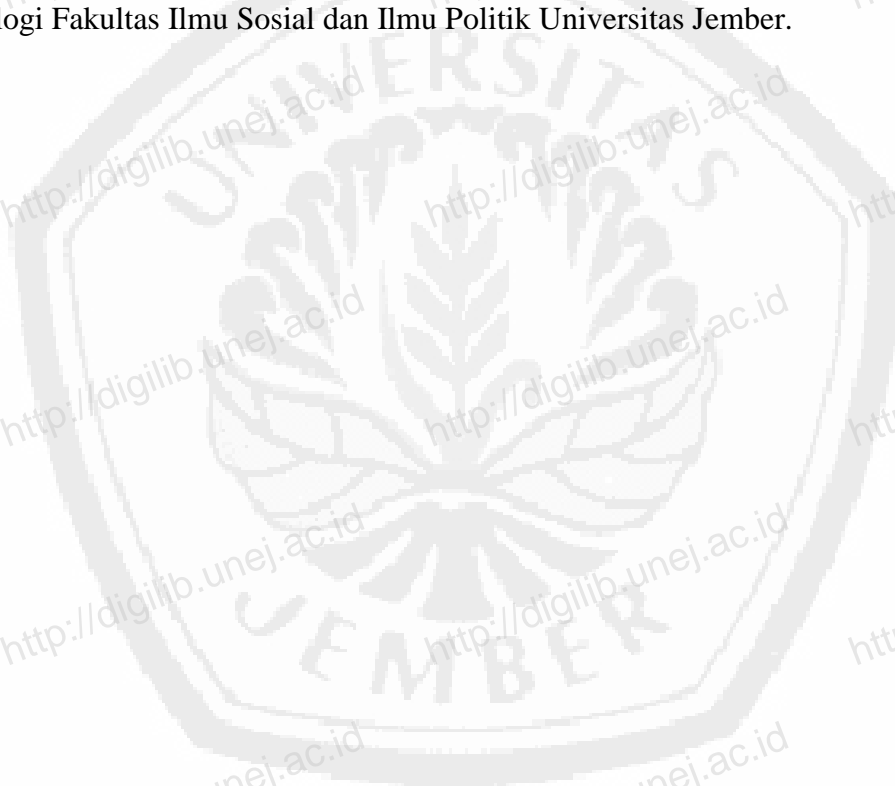 logi Fakultas Ilmu Sosial dan Ilmu Politik Universitas Jember.
UNIVERSITAS
http://digilib.unej.ac.id
http://digilib.unej.ac.id
http://digilib.unej.ac.id
http://digilib.unej.ac.id
http://digilib.unej.ac.id
http://digilib.unej.ac.id
JEMBER